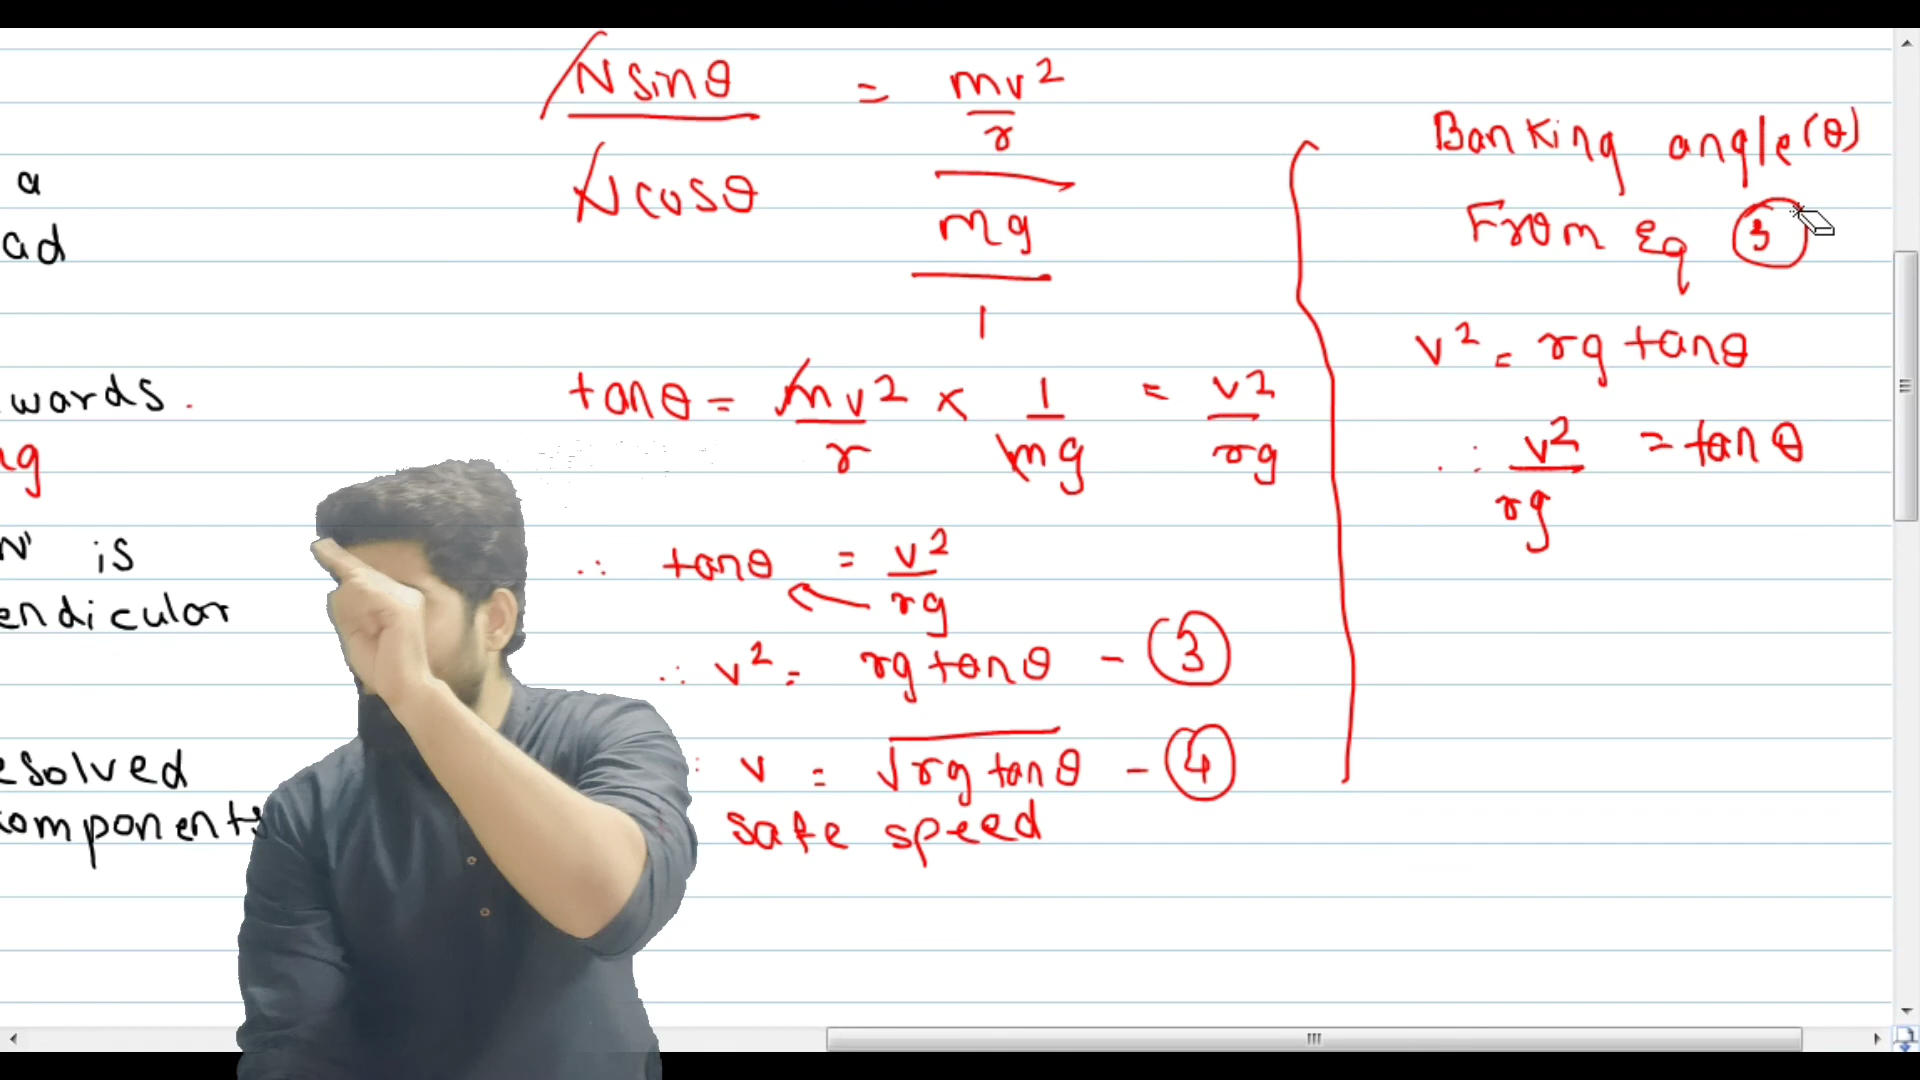 a
ad
wards.
is
endicular
esolved
components
N sinθ = mv²
r
N cosθ
mg
1
tanθ = mv² × 1 = v²
r mg rg
∴ tanθ = v²
rg
∴ v² = rg tanθ - 3
v = √rg tanθ - 4
safe speed
Banking angle (θ)
From Eq 3
v² = rg tanθ
∴ v² = tanθ
rg